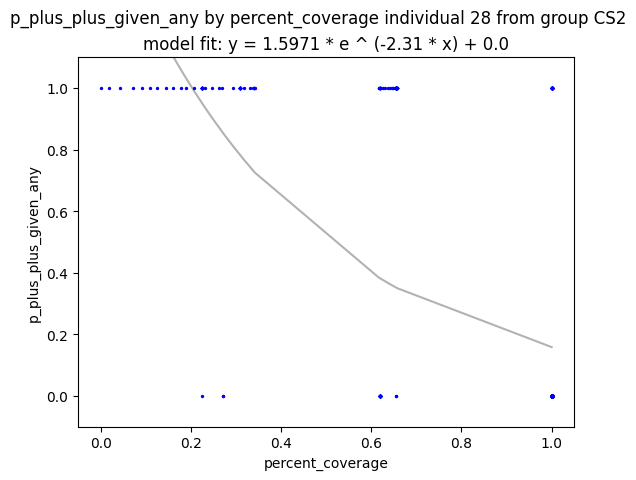 p_plus_plus_given_any by percent_coverage individual 28 from group CS2
model fit: y = 1.5971 * e ^ (-2.31 * x) + 0.0
1.0
0.8
0.6
0.4
0.2
0.0
p_plus_plus_given_any
0.0 0.2 0.4 0.6 0.8 1.0
percent_coverage